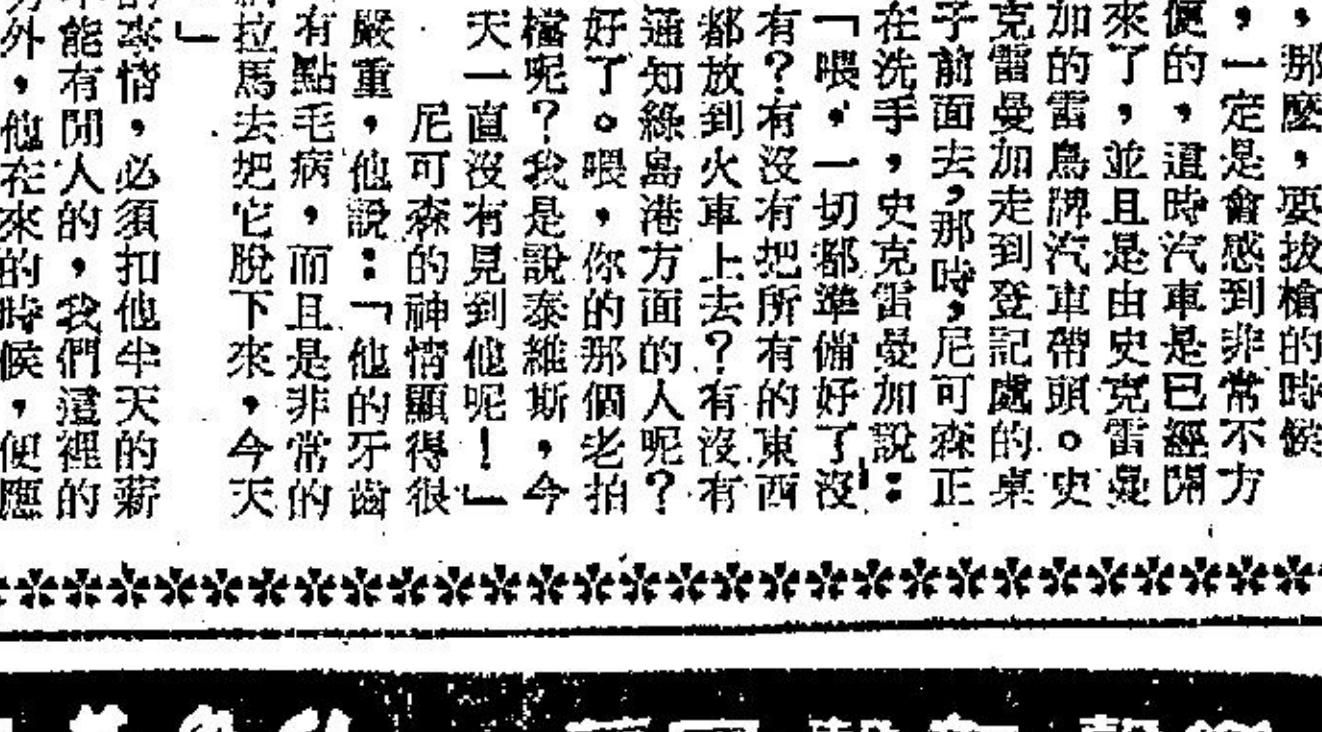 ，那麼，要拔槍的時候
，一定是會感到非常不方
便的，這時汽車是已經開
來了，並且是由史克雷曼
加的雷鳥牌汽車帶頭。史
克雷曼加走到登記處的桌
子前面去，那時，尼可森正
在洗手，史克雷曼加說：
「喂，一切都準備好了沒
有？有沒有把所有的東西
都放到火車上去？有沒有
通知綠島港方面的人呢？
好了。喂，你的那個老拍
檔呢？我是說泰維斯，今
天一直沒有見到他呢！」
尼可森的神情顯得很
嚴重，他說：「他的牙齒
有點毛病，而且是非常的
拉馬去把它脫下來，今天
」
的事情，必須扣他半天的薪
能有閒人的，我們這裡的
外，他在來的時候，便應